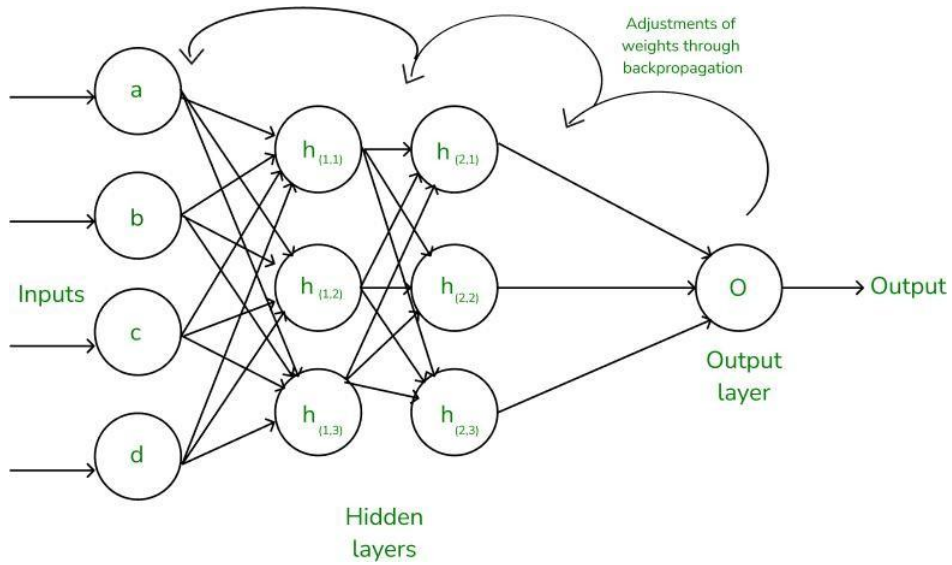 Adjustments of
weights through
backpropagation
a
h (1,1)
h (2,1)
b
Inputs
h (1,2)
h (2,2)
O
Output
c
Output
layer
h (1,3)
h (2,3)
d
Hidden
layers